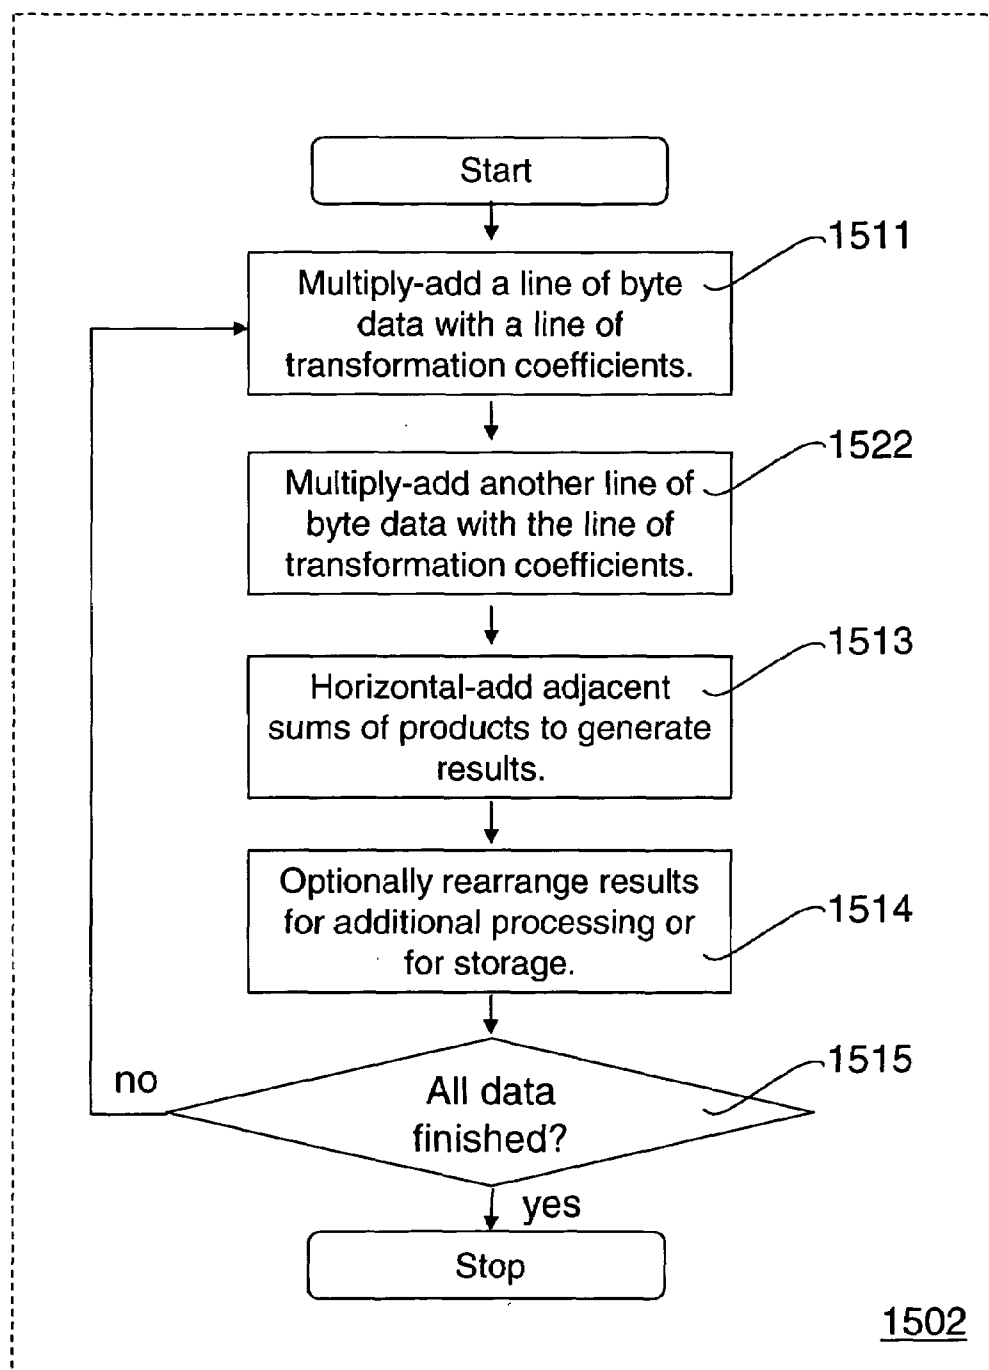 Start
1511
Multiply-add a line of byte
data with a line of
transformation coefficients.
1522
Multiply-add another line of
byte data with the line of
transformation coefficients.
1513
Horizontal-add adjacent
sums of products to generate
results.
Optionally rearrange results
for additional processing or
for storage.
1514
1515
no
All data
finished?
yes
Stop
1502